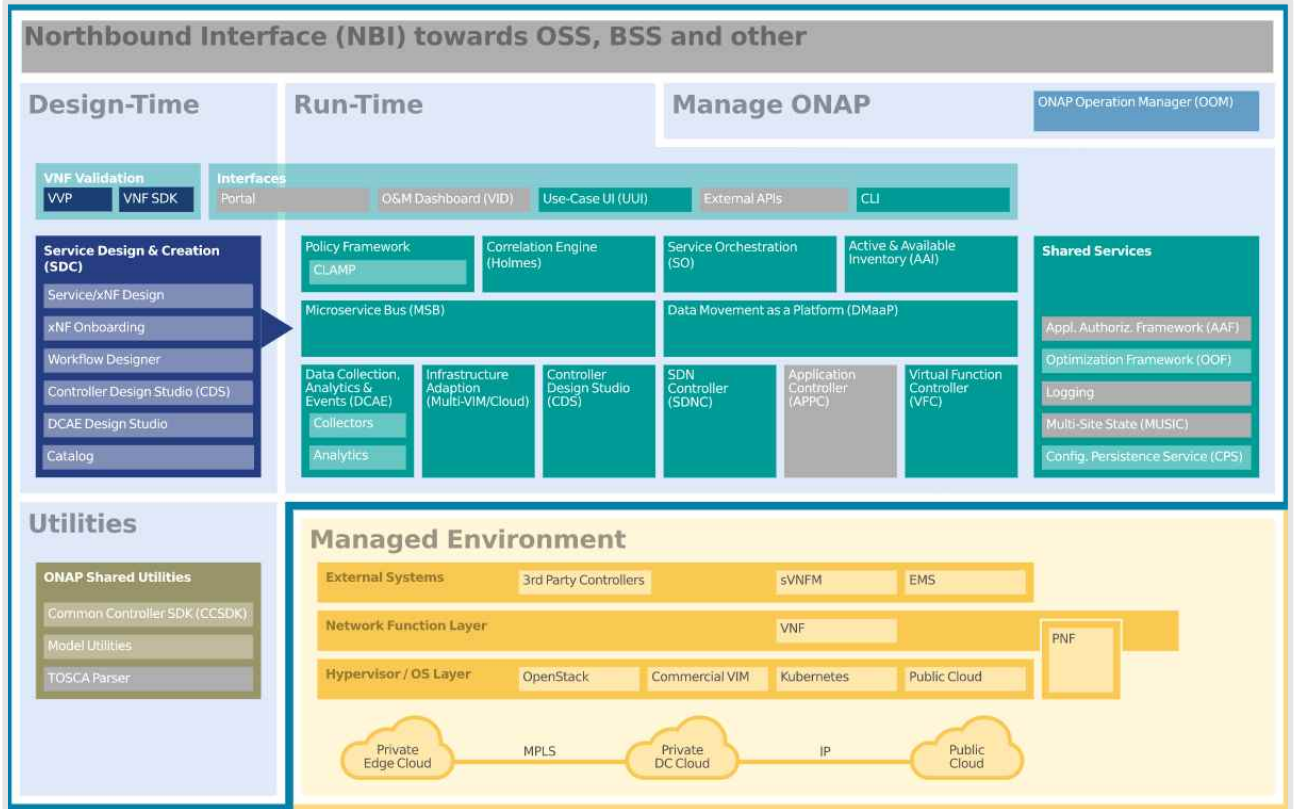 Northbound Interface (NBI) towards OSS, BSS and other
Design-Time
Run-Time
Manage ONAP
ONAP Operation Manager (OOM)
VNF Validation
VVP
VNF SDK
Interfaces
Portal
O&M Dashboard (VID)
Use-Case UI (UUI)
External APIs
CLI
Service Design & Creation
(SDC)
Service/xNF Design
xNF Onboarding
Workflow Designer
Controller Design Studio (CDS)
DCAE Design Studio
Catalog
Policy Framework
CLAMP
Correlation Engine
(Holmes)
Service Orchestration
(SO)
Active & Available
Inventory (AAI)
Microservice Bus (MSB)
Data Movement as a Platform (DMaaP)
Data Collection,
Analytics &
Events (DCAE)
Collectors
Analytics
Infrastructure
Adaption
(Multi-VIM/Cloud)
Controller
Design Studio
(CDS)
SDN
Controller
(SDNC)
Application
Controller
(APPC)
Virtual Function
Controller
(VFC)
Shared Services
Appl. Authoriz. Framework (AAF)
Optimization Framework (OOF)
Logging
Multi-Site State (MUSIC)
Config. Persistence Service (CPS)
Utilities
ONAP Shared Utilities
Common Controller SDK (CCSDK)
Model Utilities
TOSCA Parser
Managed Environment
External Systems
3rd Party Controllers
sVNFM
EMS
Network Function Layer
VNF
PNF
Hypervisor / OS Layer
OpenStack
Commercial VIM
Kubernetes
Public Cloud
Private
Edge Cloud
MPLS
Private
DC Cloud
IP
Public
Cloud